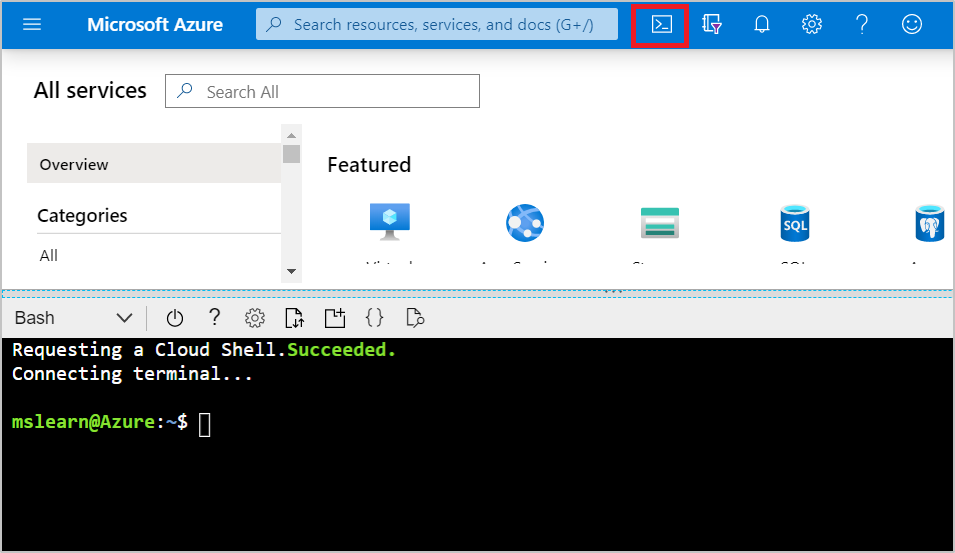 Microsoft Azure
Search resources, services, and docs (G+/)
All services
Search All
Overview
Categories
All
Featured
SQL
Bash
Requesting a Cloud Shell.Succeeded.
Connecting terminal...
mslearn@Azure:~$